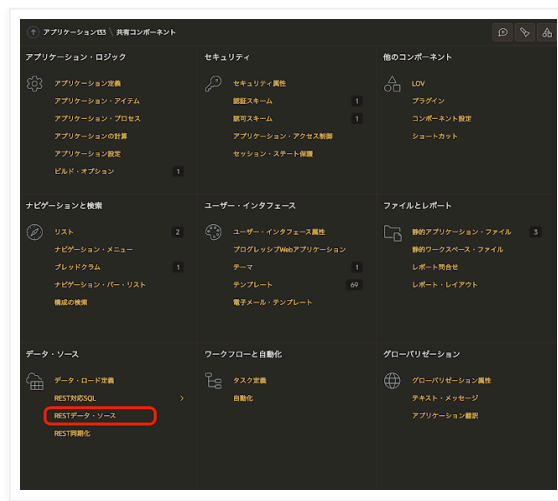 アプリケーション133 \ 共有コンポーネント
アプリケーション・ロジック
アプリケーション定義
アプリケーション・アイテム
アプリケーション・プロセス
アプリケーションの計算
アプリケーション設定
ビルド・オプション 1
セキュリティ
セキュリティ属性
認証スキーム 1
認可スキーム 1
アプリケーション・アクセス制御
セッション・ステート保護
他のコンポーネント
LOV
プラグイン
コンポーネント設定
ショートカット
ナビゲーションと検索
リスト 2
ナビゲーション・メニュー
ブレッドクラム 1
ナビゲーション・バー・リスト
構成の検索
ユーザー・インタフェース
ユーザー・インタフェース属性
プログレッシブWebアプリケーション
テーマ 1
テンプレート 69
電子メール・テンプレート
ファイルとレポート
静的アプリケーション・ファイル 3
静的ワークスペース・ファイル
レポート問合せ
レポート・レイアウト
データ・ソース
データ・ロード定義
REST対応SQL >
RESTデータ・ソース
REST同期化
ワークフローと自動化
タスク定義
自動化
グローバリゼーション
グローバリゼーション属性
テキスト・メッセージ
アプリケーション翻訳